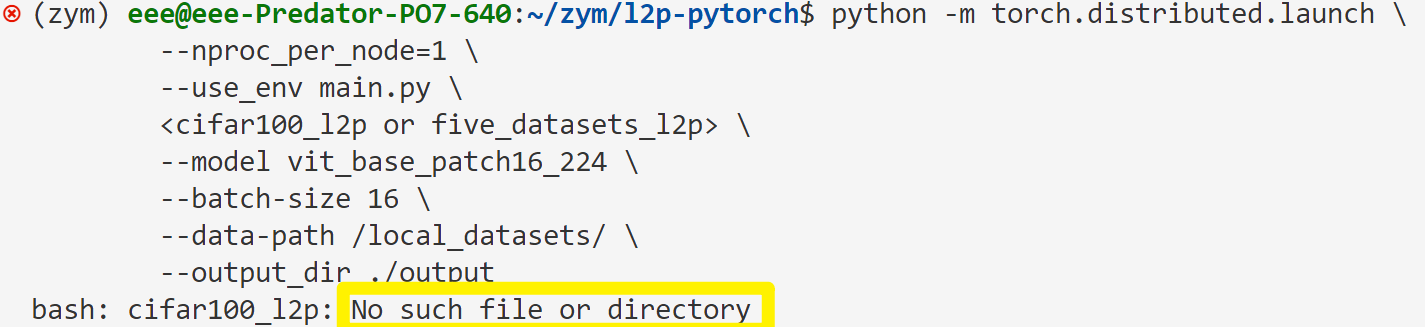 (zym) eee@eee-Predator-PO7-640:~/zym/l2p-pytorch$ python -m torch.distributed.launch \
--nproc_per_node=1 \
--use_env main.py \
<cifar100_l2p or five_datasets_l2p> \
--model vit_base_patch16_224 \
--batch-size 16 \
--data-path /local_datasets/ \
--output_dir ./output
bash: cifar100_l2p: No such file or directory